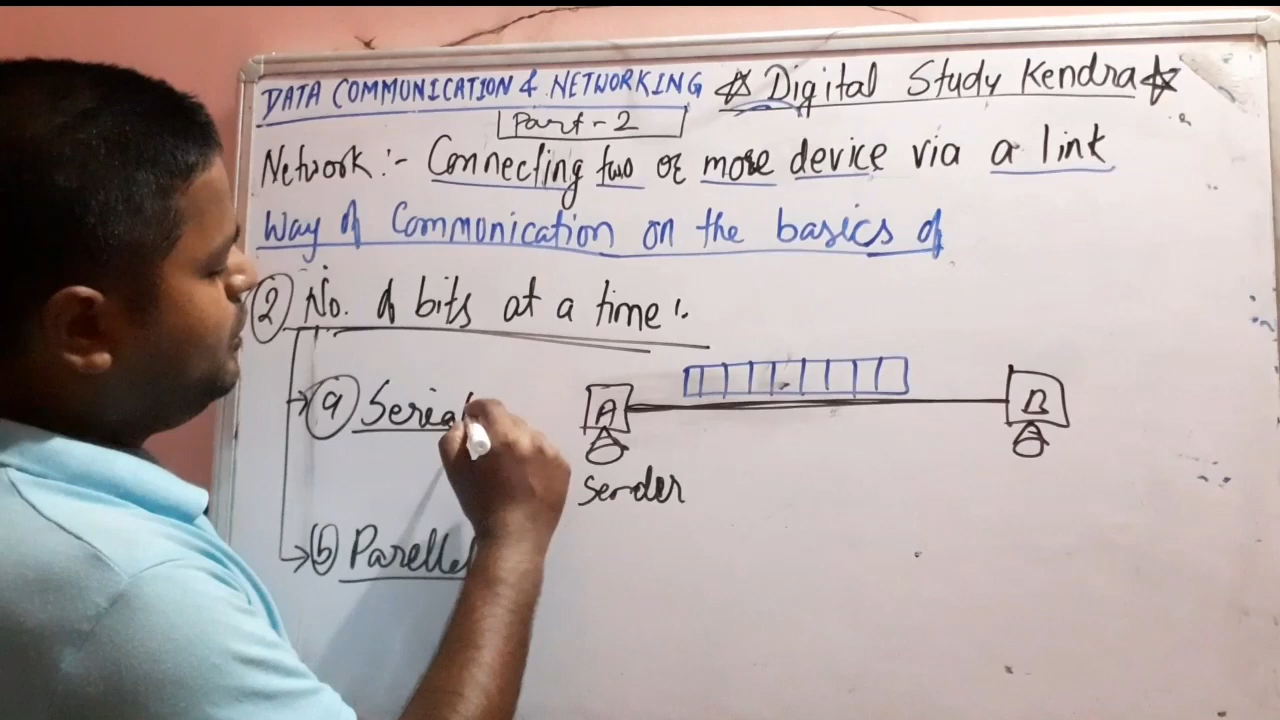 DATA COMMUNICATION & NETWORKING ☆ Digital Study Kendra ☆
Part-2
Network :- Connecting two or more device via a link
Way of Communication on the basics of
② No. of bits at a time :.
ⓐ Serial
A
B
Sender
ⓑ Parellel